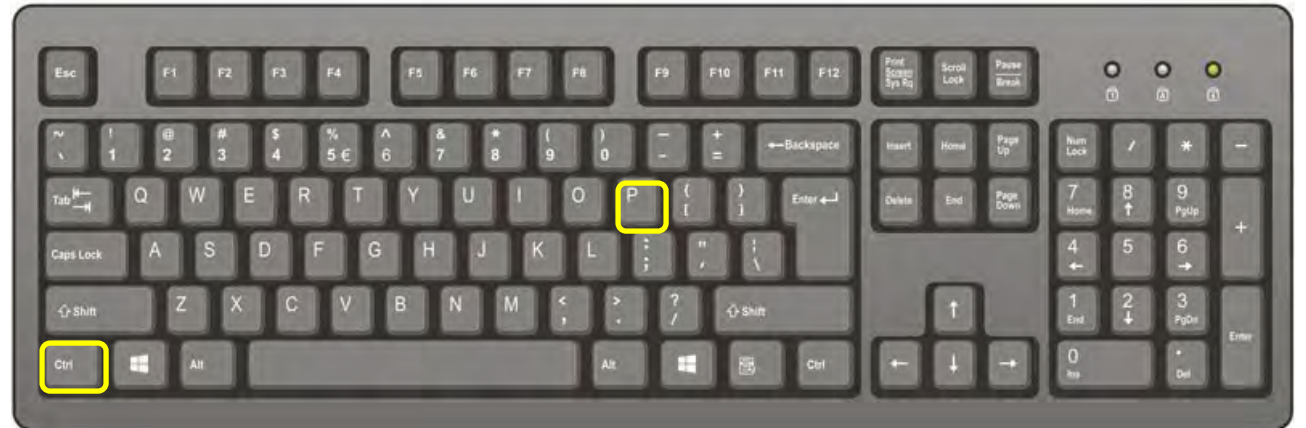 Esc F1 F2 F3 F4 F5 F6 F7 F8 F9 F10 F11 F12 Print Screen Sys Rq Scroll Lock Pause Break
~ ` ! 1 @ 2 # 3 $ 4 % 5 € ^ 6 & 7 * 8 ( 9 ) 0 — - + = ←Backspace Insert Home Page Up Num Lock / * −
Tab Q W E R T Y U I O P { [ } ] Enter Delete End Page Down 7 Home 8 ↑ 9 PgUp +
Caps Lock A S D F G H J K L : ; " ' ¦ \ 4 ← 5 6 →
⇧ Shift Z X C V B N M < , > . ? / ⇧ Shift ↑ 1 End 2 ↓ 3 PgDn Enter
Ctrl Alt Alt Ctrl ← ↓ → 0 Ins . Del